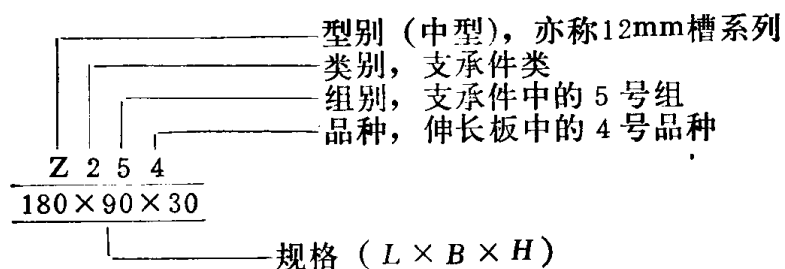 型别（中型），亦称12mm槽系列
类别，支承件类
组别，支承件中的5号组
品种，伸长板中的4号品种
Z 2 5 4
180×90×30
规格（L×B×H）